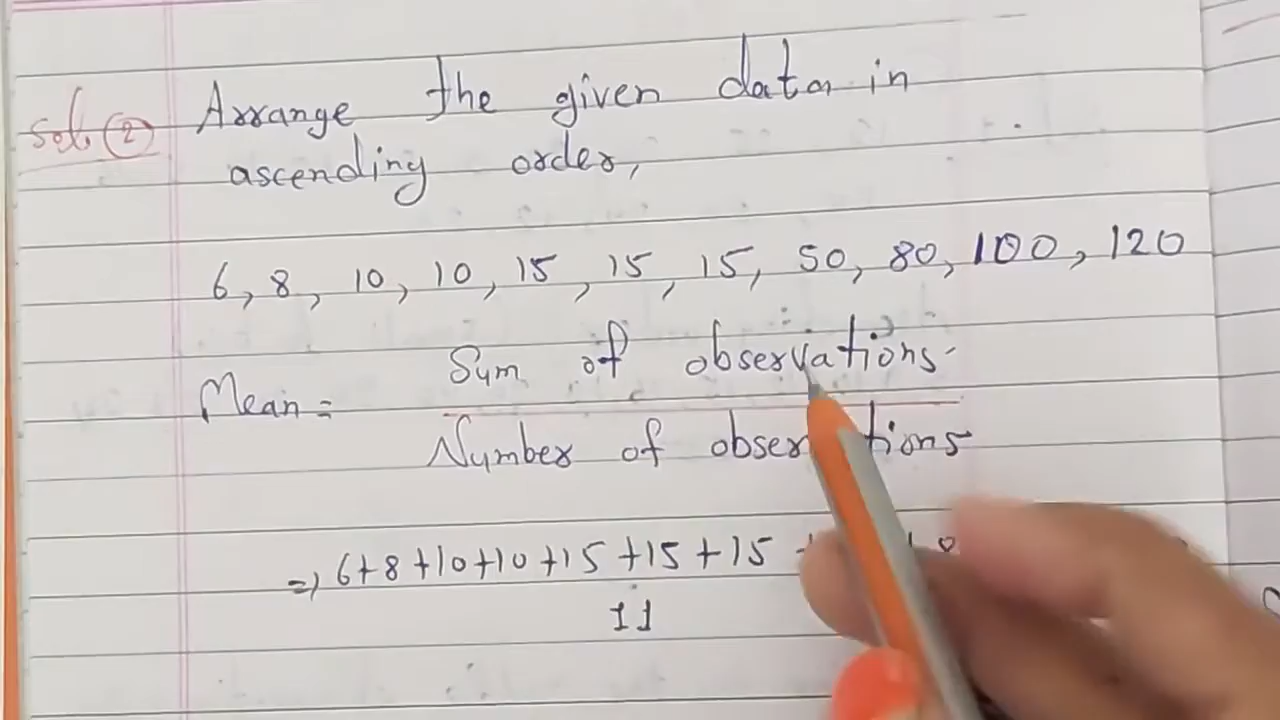 Sol. (2) Arrange the given data in
ascending order,
6, 8, 10, 10, 15, 15, 15, 50, 80, 100, 120
Mean = Sum of observations
Number of observations
=) 6+8+10+10+15+15+15
11